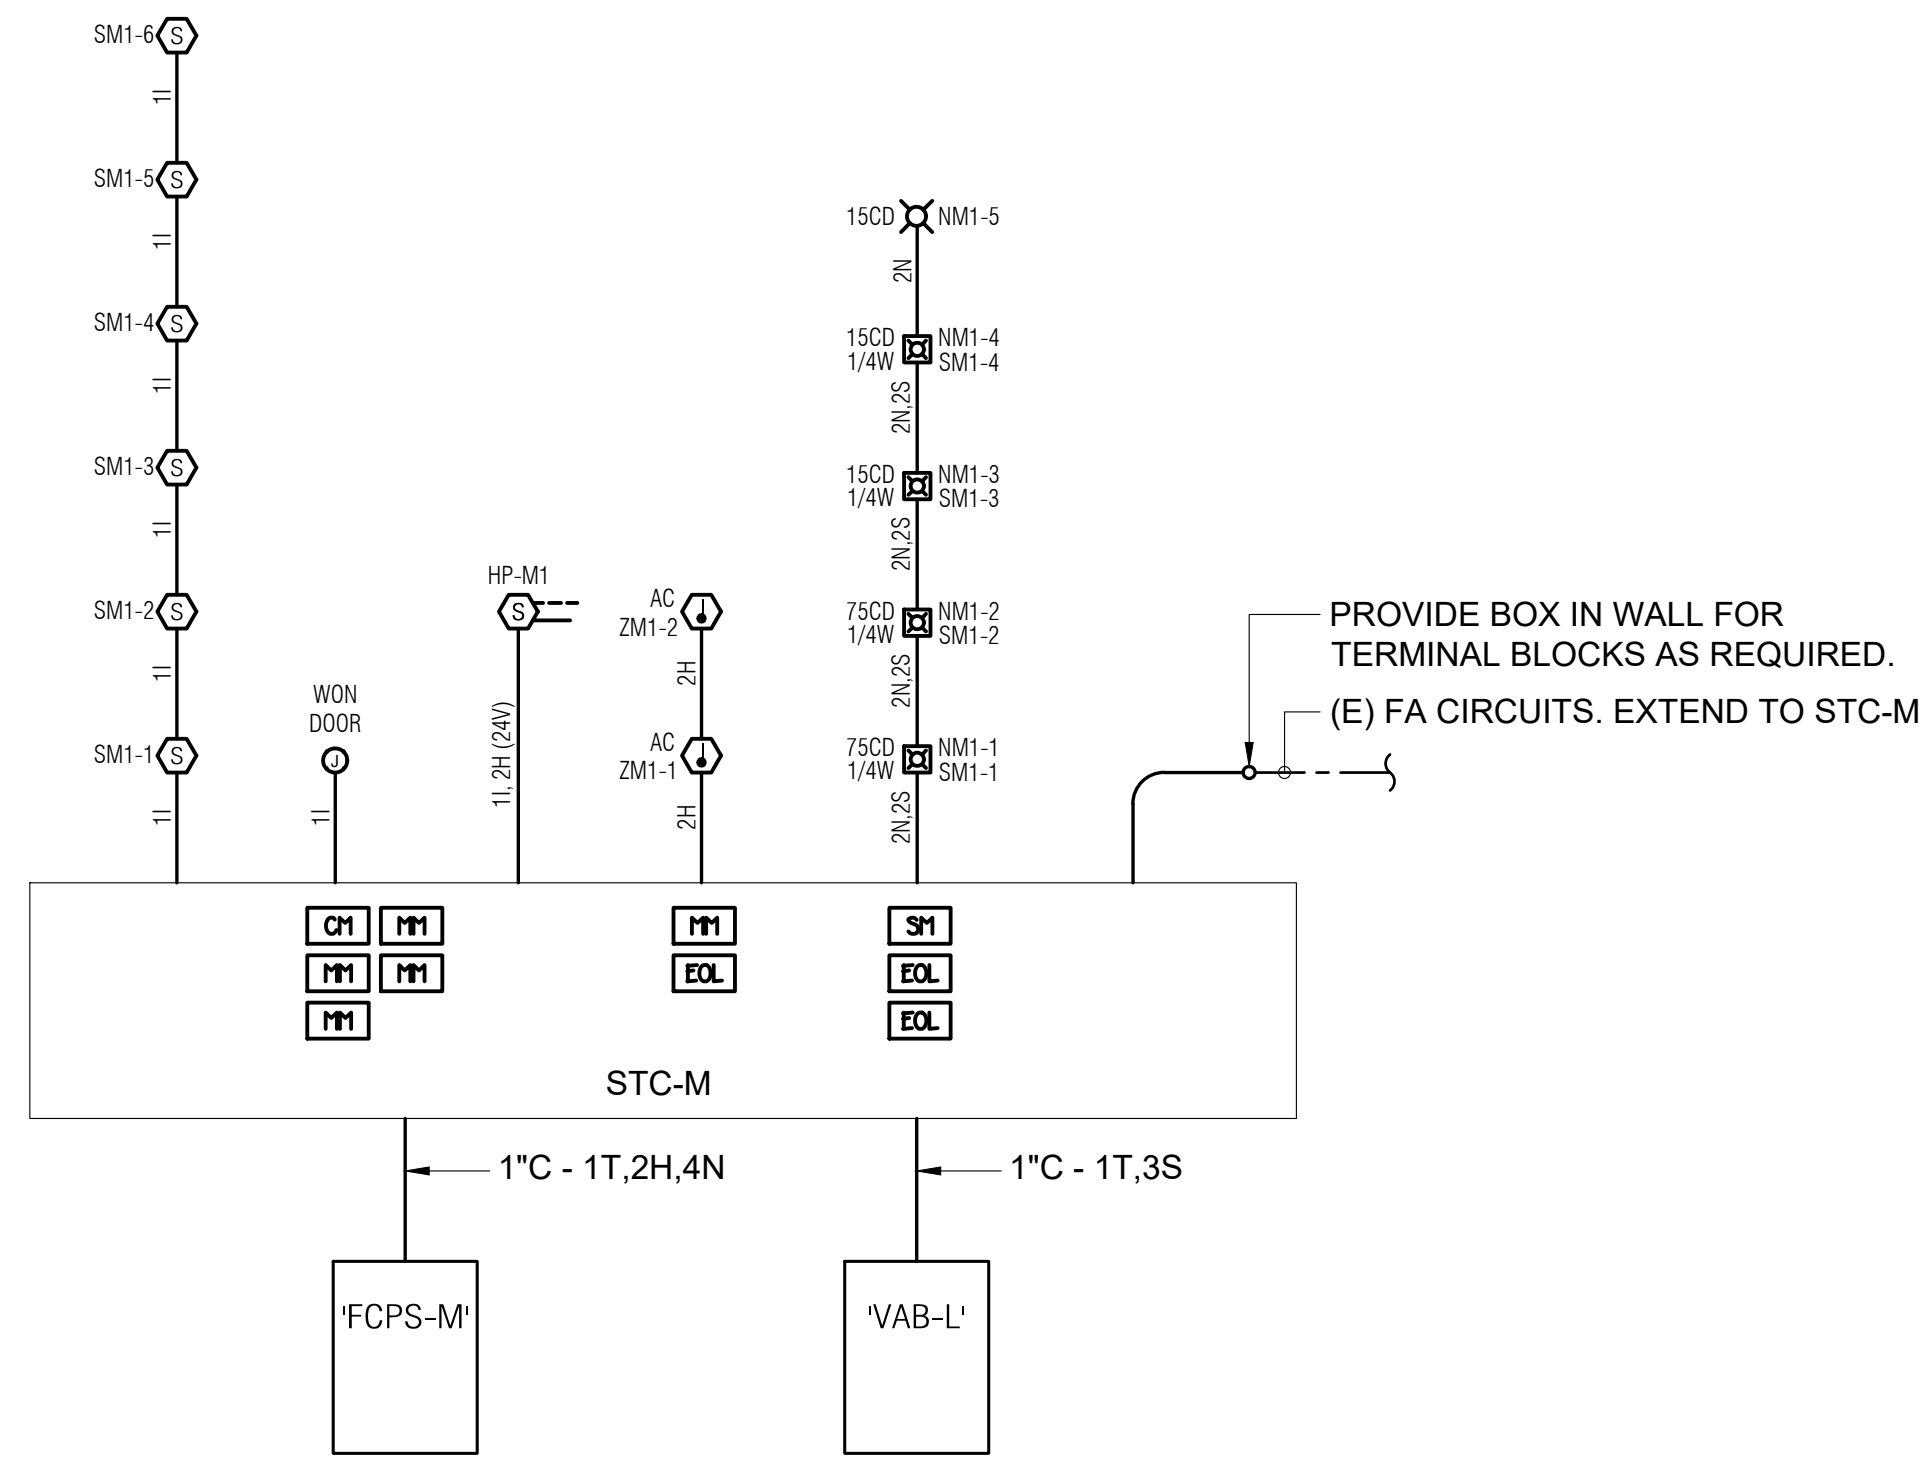 SM1-6
S
1I
SM1-5
S
1I
SM1-4
S
1I
SM1-3
S
1I
SM1-2
S
1I
SM1-1
S
1I
WON
DOOR
J
1I
HP-M1
S
1I, 2H (24V)
AC
ZM1-2
2H
AC
ZM1-1
2H
15CD NM1-5
2N
15CD NM1-4
1/4W SM1-4
2N,2S
15CD NM1-3
1/4W SM1-3
2N,2S
75CD NM1-2
1/4W SM1-2
2N,2S
75CD NM1-1
1/4W SM1-1
2N,2S
PROVIDE BOX IN WALL FOR
TERMINAL BLOCKS AS REQUIRED.
(E) FA CIRCUITS. EXTEND TO STC-M
CM MM
MM MM
MM
MM
EOL
SM
EOL
EOL
STC-M
1"C - 1T,2H,4N
1"C - 1T,3S
'FCPS-M'
'VAB-L'